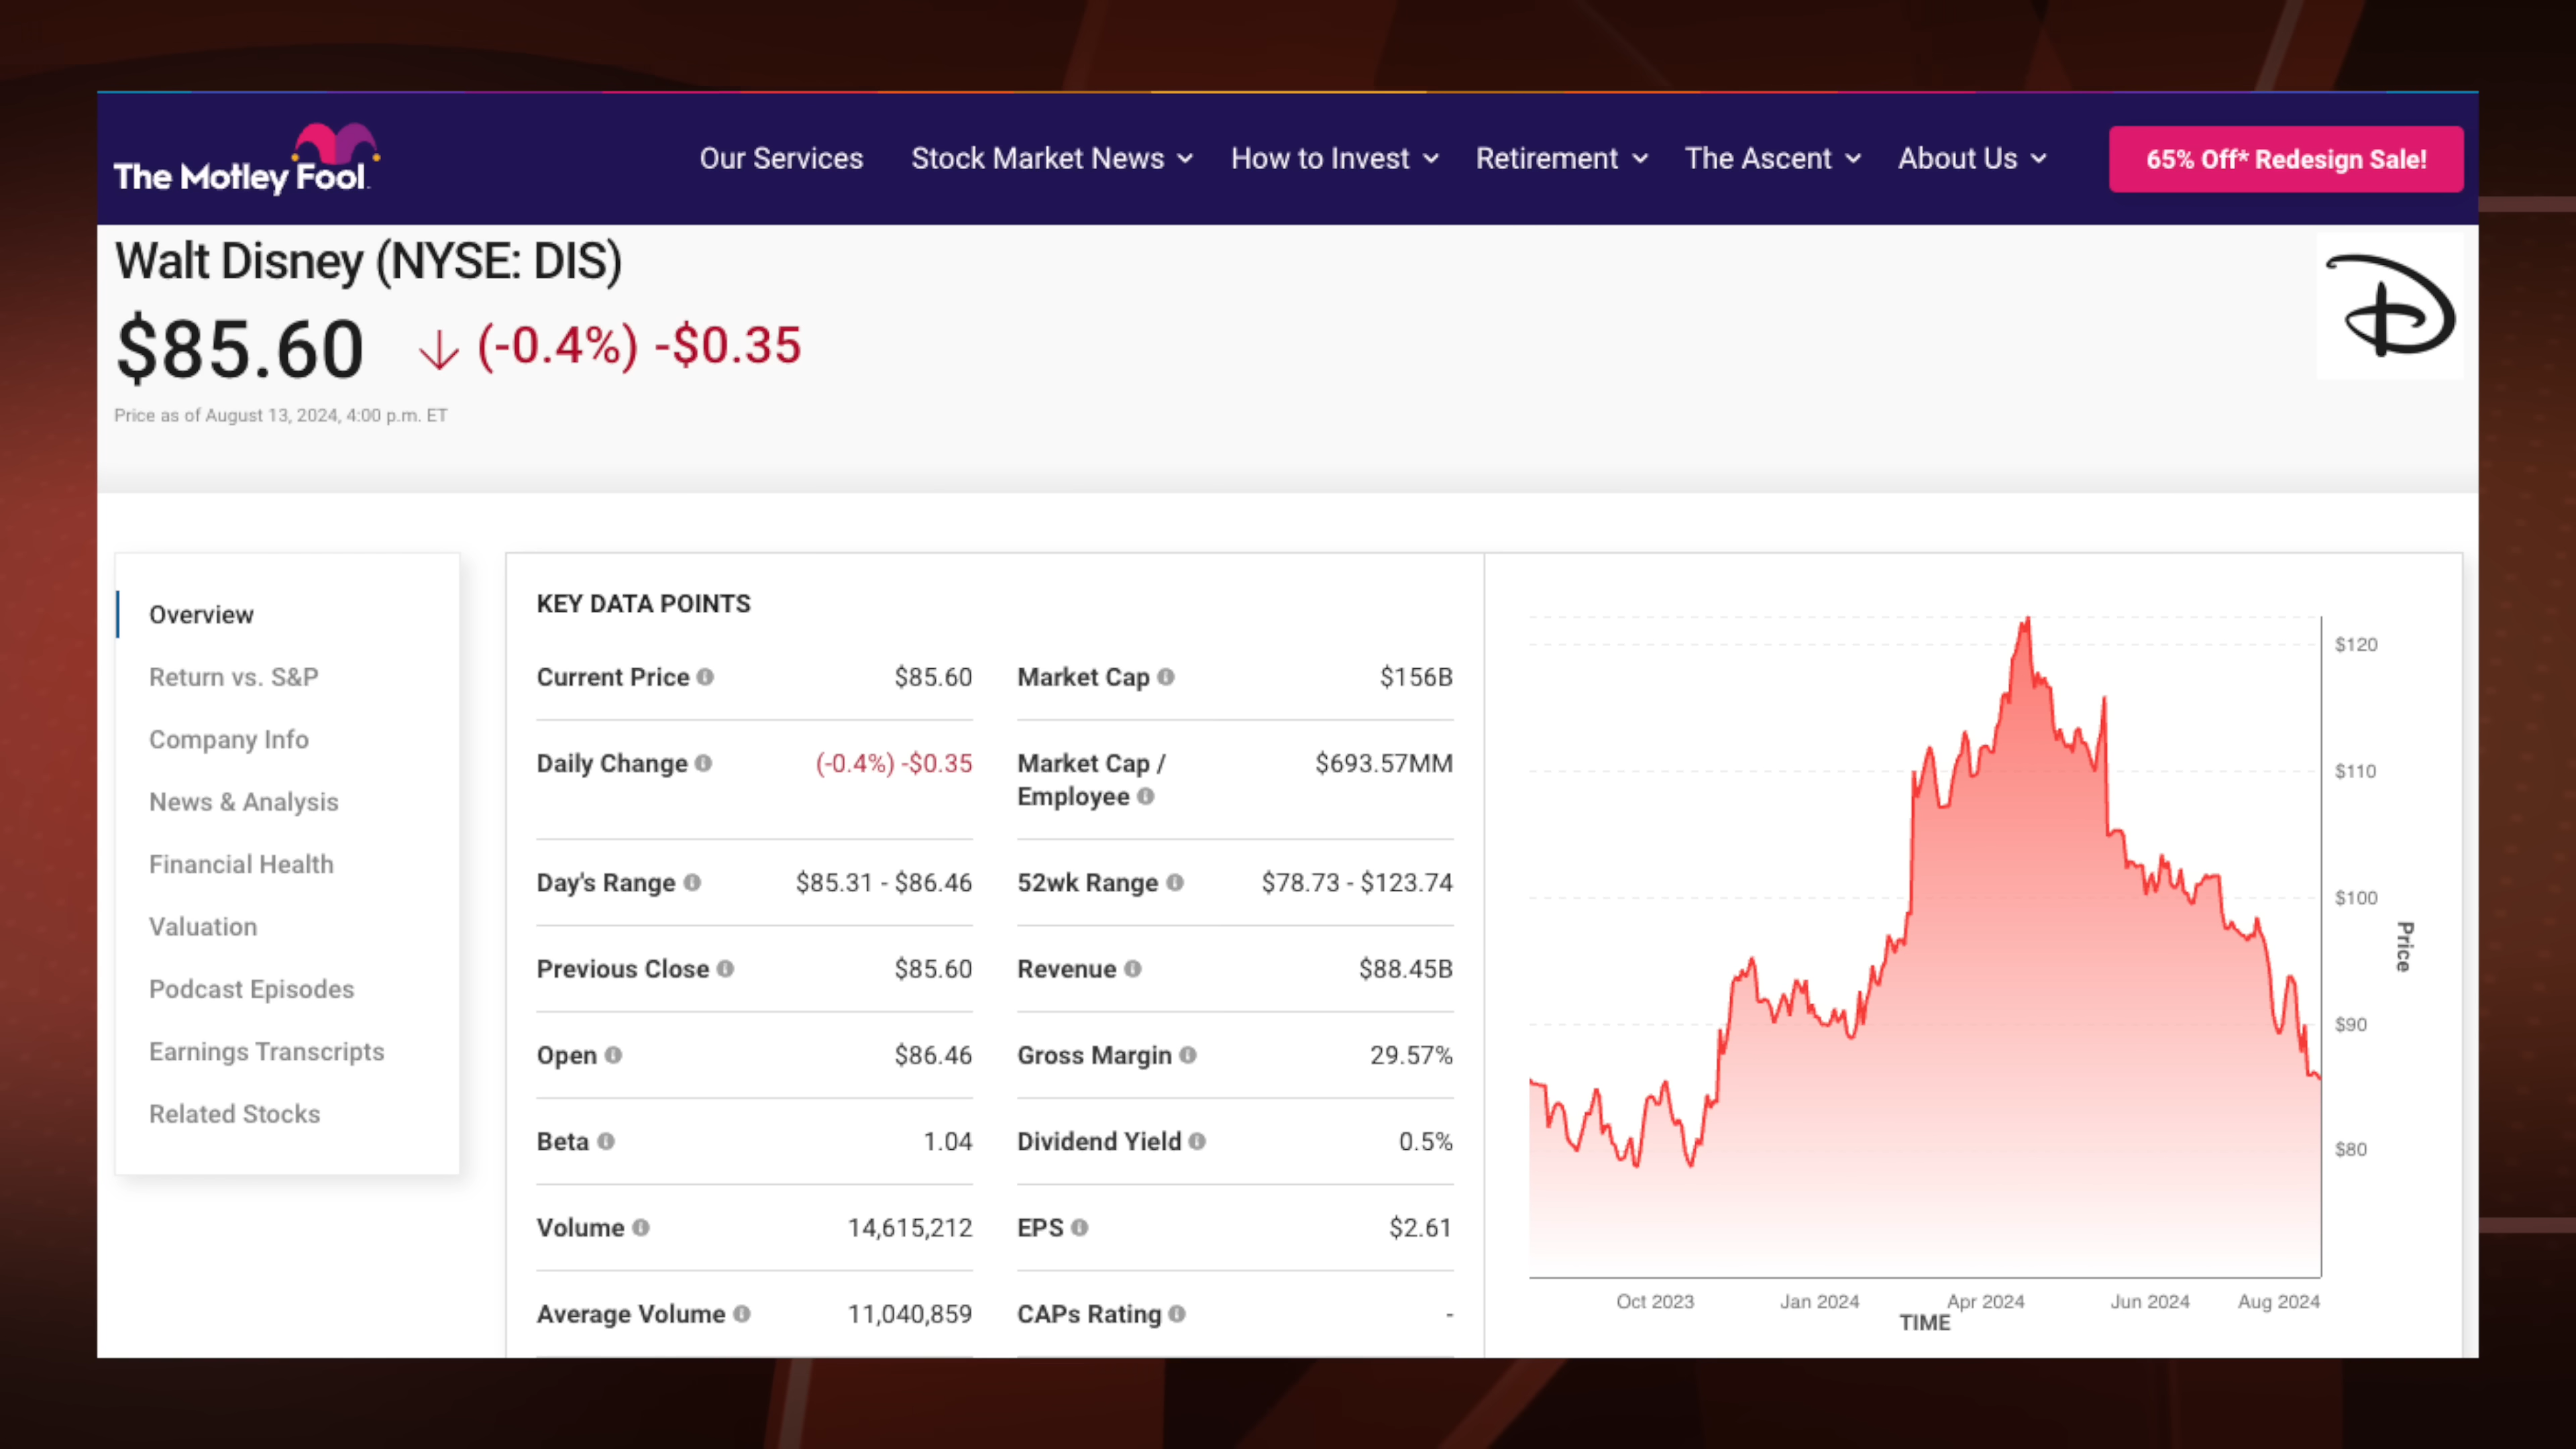 The Motley Fool.
Our Services
Stock Market News
How to Invest
Retirement
The Ascent
About Us
65% Off* Redesign Sale!
Walt Disney (NYSE: DIS)
$85.60 (-0.4%) -$0.35
Price as of August 13, 2024, 4:00 p.m. ET
Overview
Return vs. S&P
Company Info
News & Analysis
Financial Health
Valuation
Podcast Episodes
Earnings Transcripts
Related Stocks
KEY DATA POINTS
Current Price $85.60
Daily Change (-0.4%) -$0.35
Day's Range $85.31 - $86.46
Previous Close $85.60
Open $86.46
Beta 1.04
Volume 14,615,212
Average Volume 11,040,859
Market Cap $156B
Market Cap / $693.57MM
Employee
52wk Range $78.73 - $123.74
Revenue $88.45B
Gross Margin 29.57%
Dividend Yield 0.5%
EPS $2.61
CAPs Rating -
$120
$110
$100
$90
$80
Price
Oct 2023 Jan 2024 Apr 2024 Jun 2024 Aug 2024
TIME